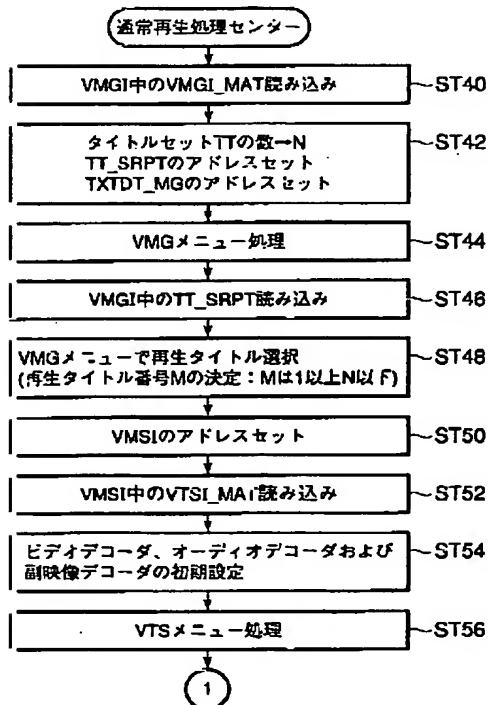 通常再生処理センター
VMGI中のVMGI_MAT読み込み
ST40
タイトルセットTTの数→N
TT_SRPTのアドレスセット
TXTDT_MGのアドレスセット
ST42
VMGメニュー処理
ST44
VMGI中のTT_SRPT読み込み
ST46
VMGメニューで再生タイトル選択
(再生タイトル番号Mの決定:Mは1以上N以下)
ST48
VMSIのアドレスセット
ST50
VMSI中のVTSI_MAT読み込み
ST52
ビデオデコーダ、オーディオデコーダおよび
副映像デコーダの初期設定
ST54
VTSメニュー処理
ST56
1